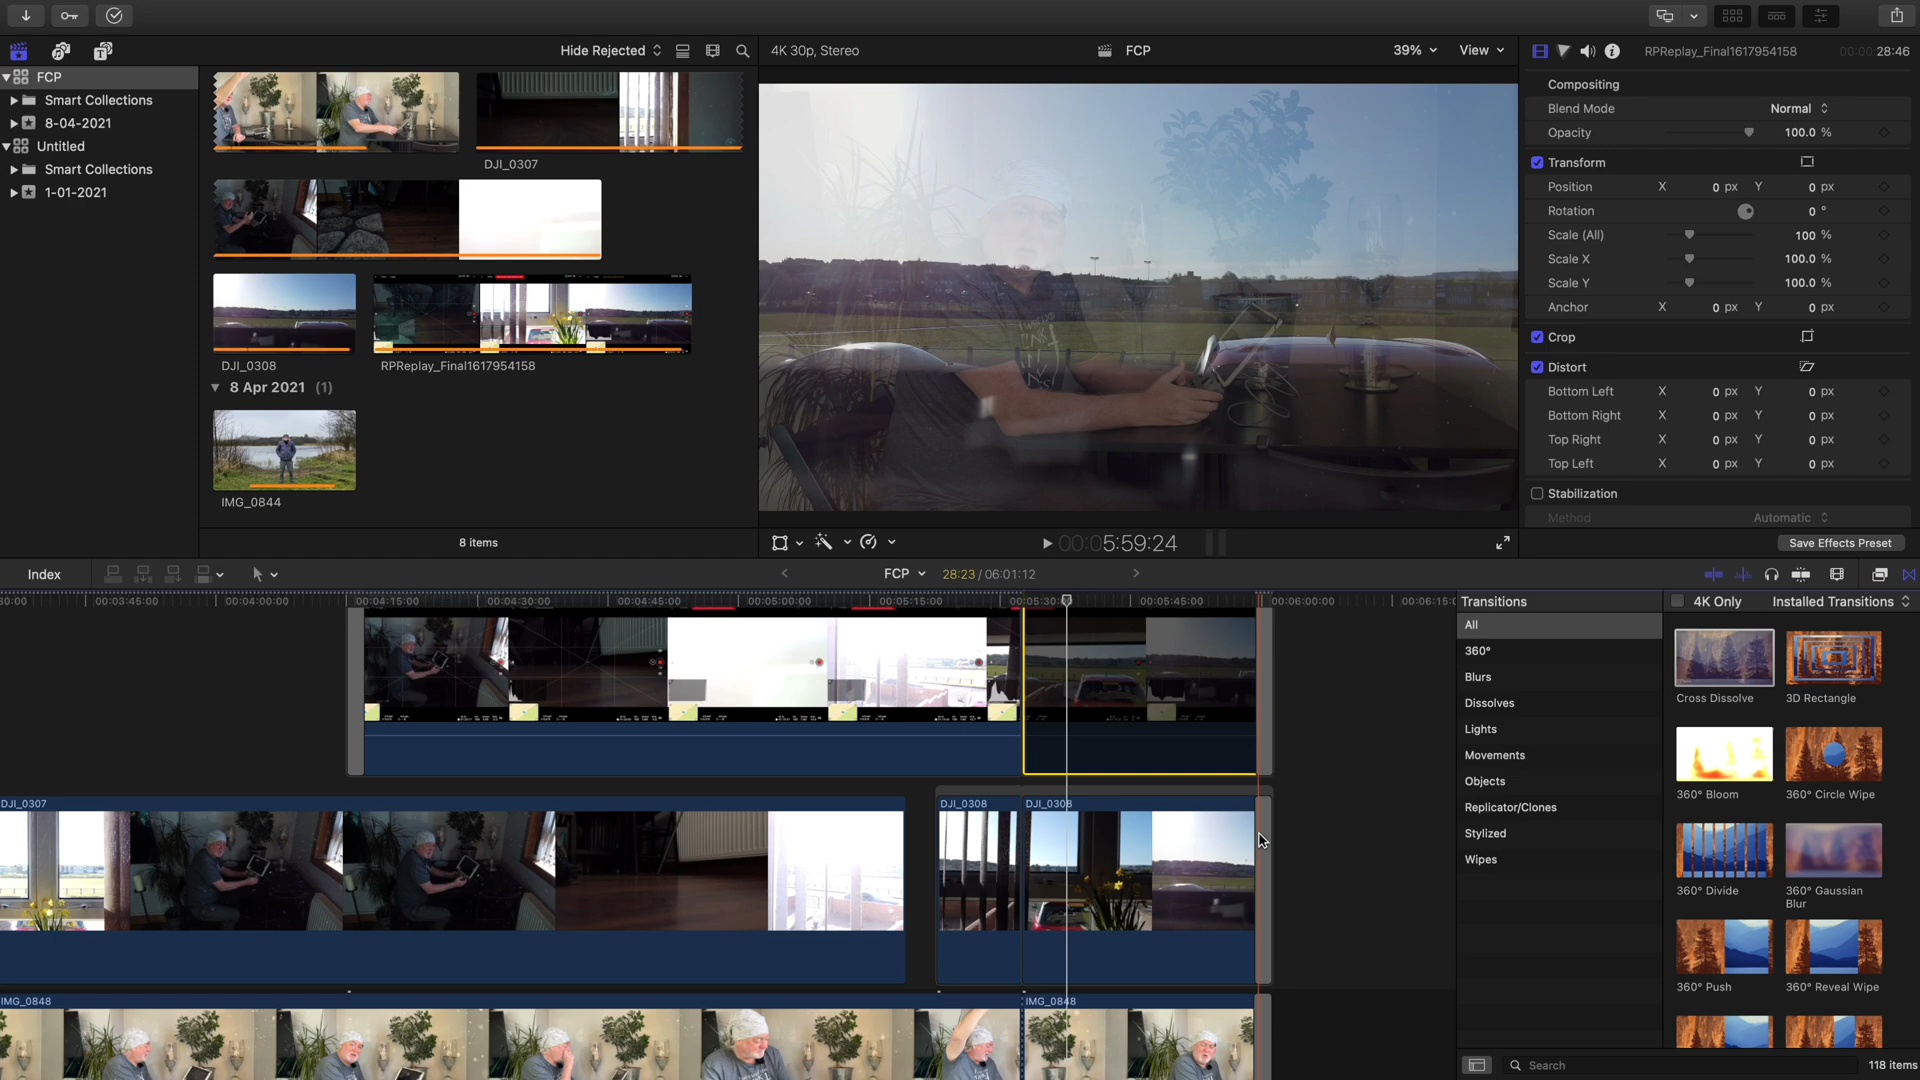 Hide Rejected
4K 30p, Stereo
FCP
39%
View
RPReplay_Final1617954158
00:00:28:46
FCP
Smart Collections
8-04-2021
Untitled
Smart Collections
1-01-2021
DJI_0307
DJI_0308
RPReplay_Final1617954158
8 Apr 2021 (1)
IMG_0844
8 items
00:05:59:24
Compositing
Blend Mode Normal
Opacity 100.0 %
Transform
Position X 0 px Y 0 px
Rotation 0 °
Scale (All) 100 %
Scale X 100.0 %
Scale Y 100.0 %
Anchor X 0 px Y 0 px
Crop
Distort
Bottom Left X 0 px Y 0 px
Bottom Right X 0 px Y 0 px
Top Right X 0 px Y 0 px
Top Left X 0 px Y 0 px
Stabilization
Method Automatic
Save Effects Preset
Index
FCP
28:23 / 06:01:12
30:00 00:03:45:00 00:04:00:00 00:04:15:00 00:04:30:00 00:04:45:00 00:05:00:00 00:05:15:00 00:05:30:00 00:05:45:00 00:06:00:00 00:06:15:0
DJI_0307
DJI_0308
DJI_0308
IMG_0848
IMG_0848
Transitions
4K Only
Installed Transitions
All
360°
Blurs
Dissolves
Lights
Movements
Objects
Replicator/Clones
Stylized
Wipes
Cross Dissolve
3D Rectangle
360° Bloom
360° Circle Wipe
360° Divide
360° Gaussian
Blur
360° Push
360° Reveal Wipe
Search
118 items